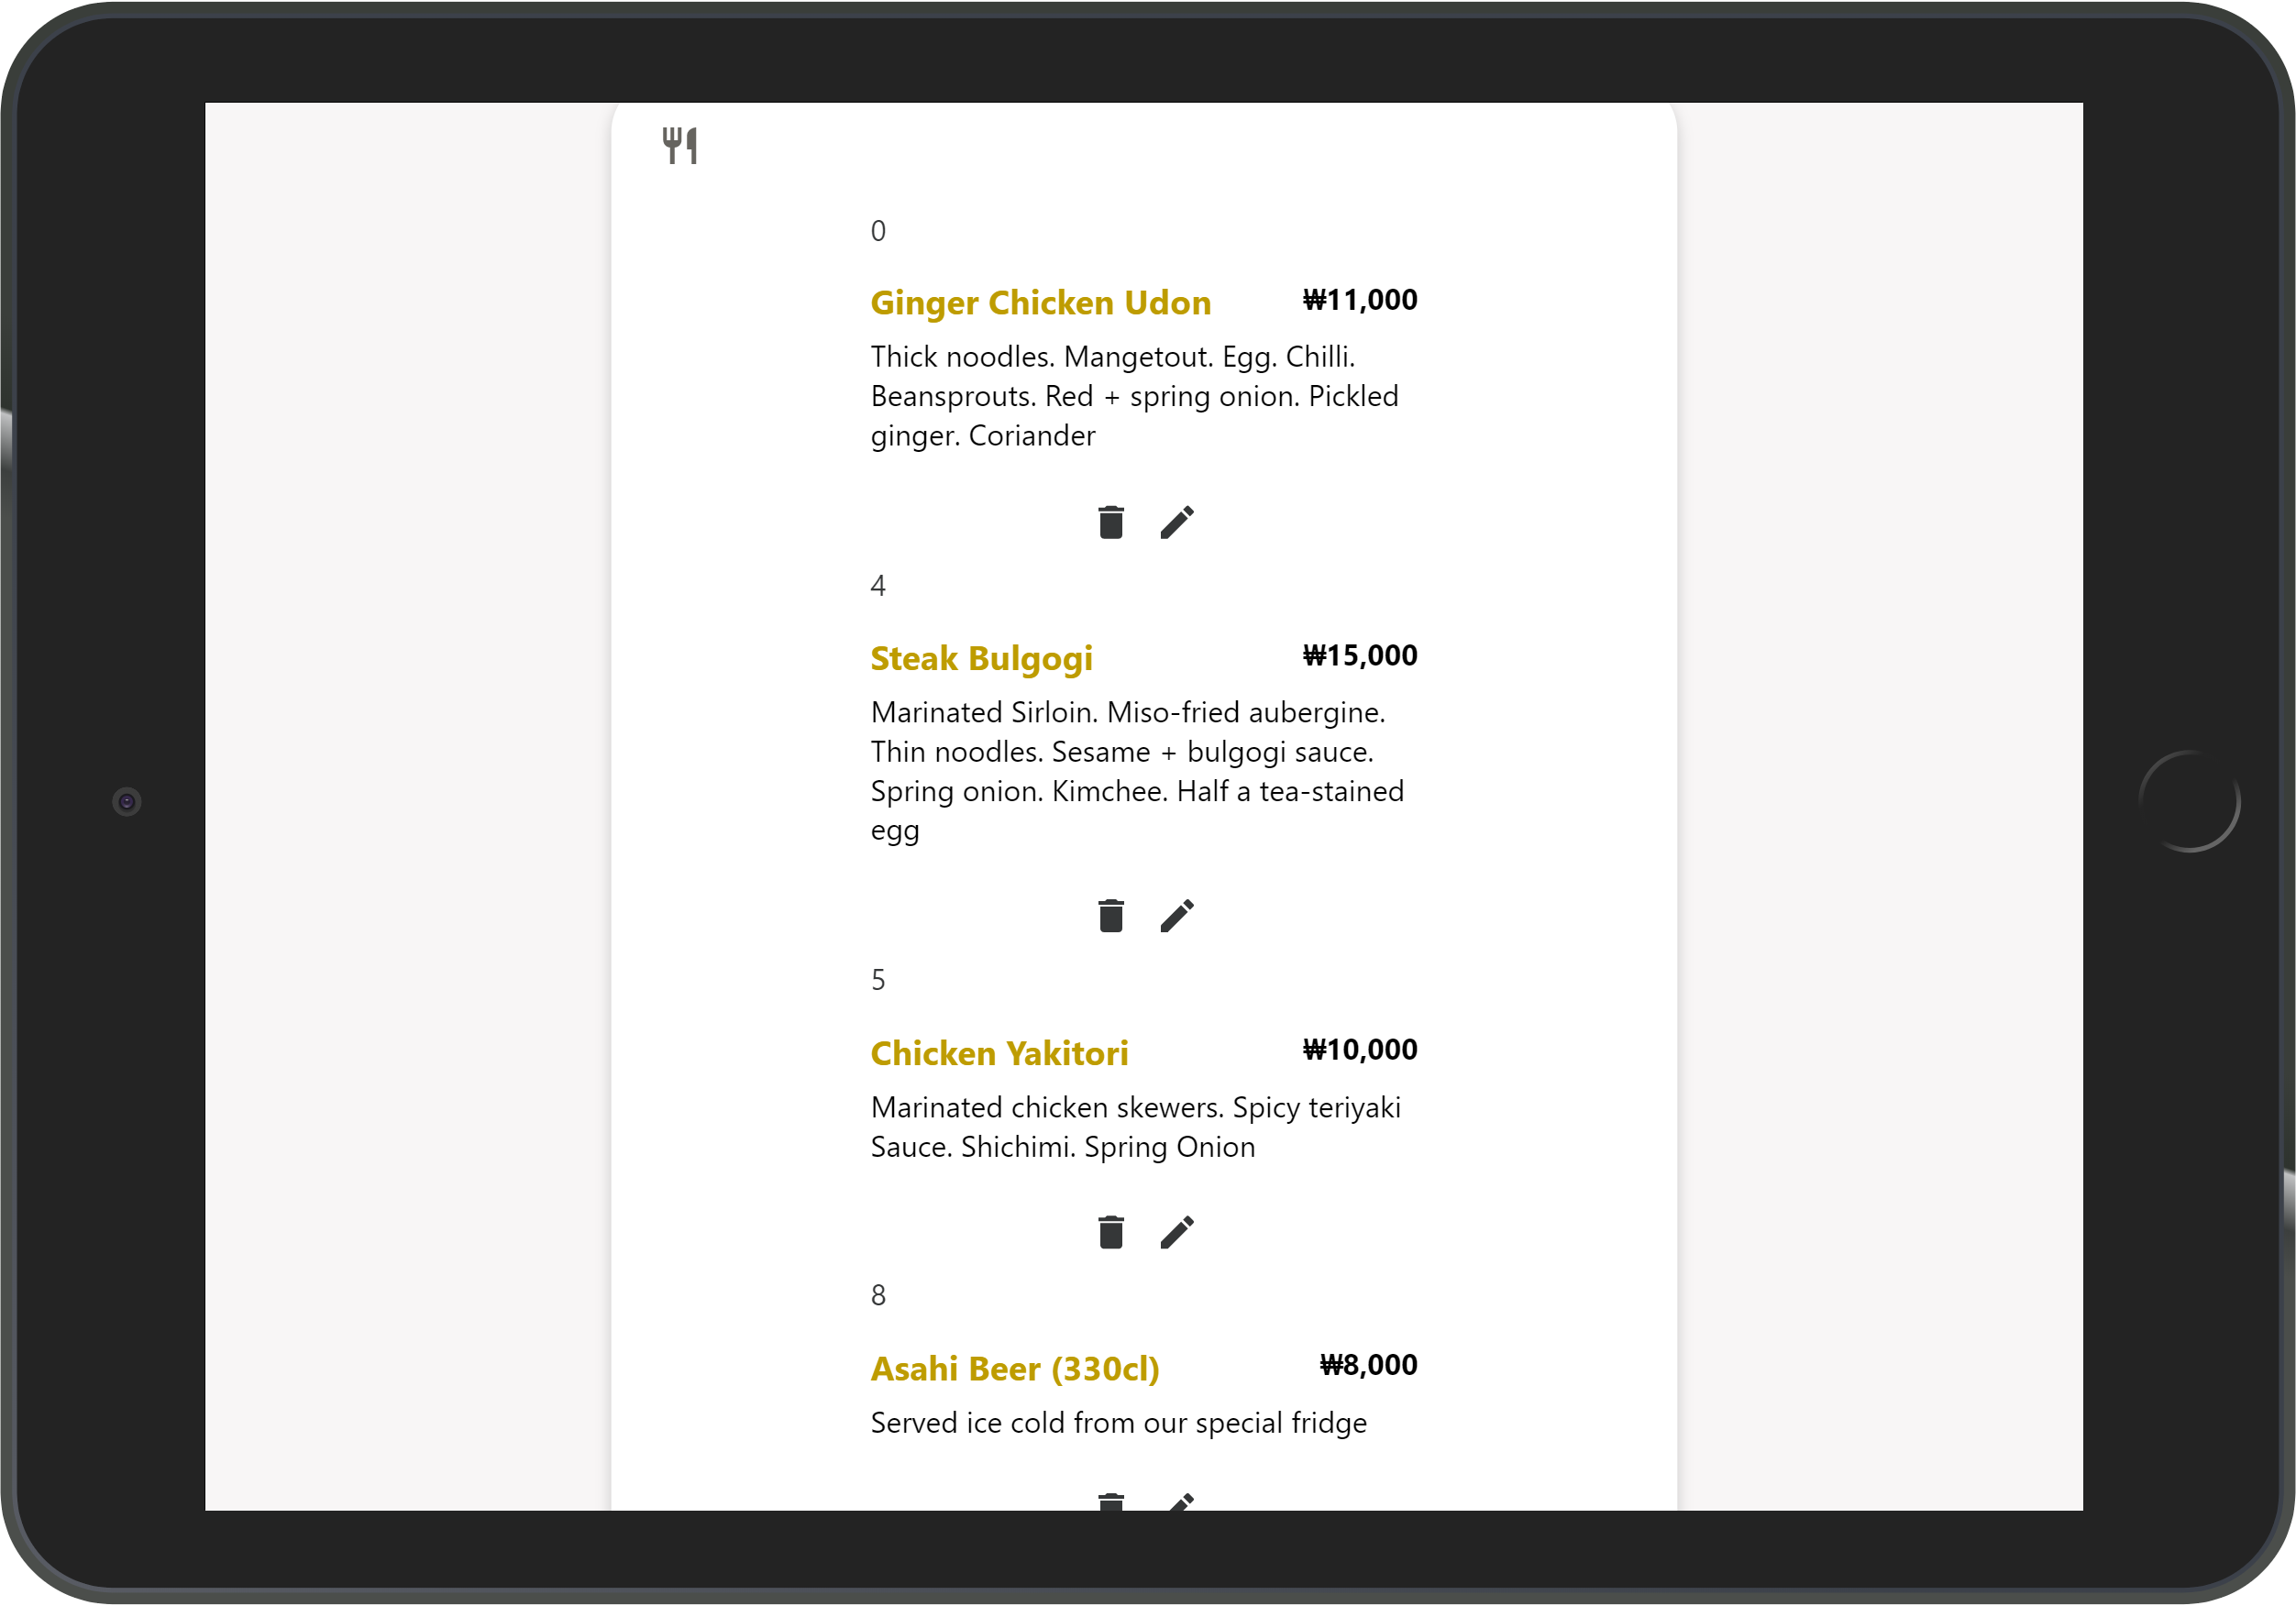 0
Ginger Chicken Udon ₩11,000
Thick noodles. Mangetout. Egg. Chilli.
Beansprouts. Red + spring onion. Pickled
ginger. Coriander
4
Steak Bulgogi ₩15,000
Marinated Sirloin. Miso-fried aubergine.
Thin noodles. Sesame + bulgogi sauce.
Spring onion. Kimchee. Half a tea-stained
egg
5
Chicken Yakitori ₩10,000
Marinated chicken skewers. Spicy teriyaki
Sauce. Shichimi. Spring Onion
8
Asahi Beer (330cl) ₩8,000
Served ice cold from our special fridge